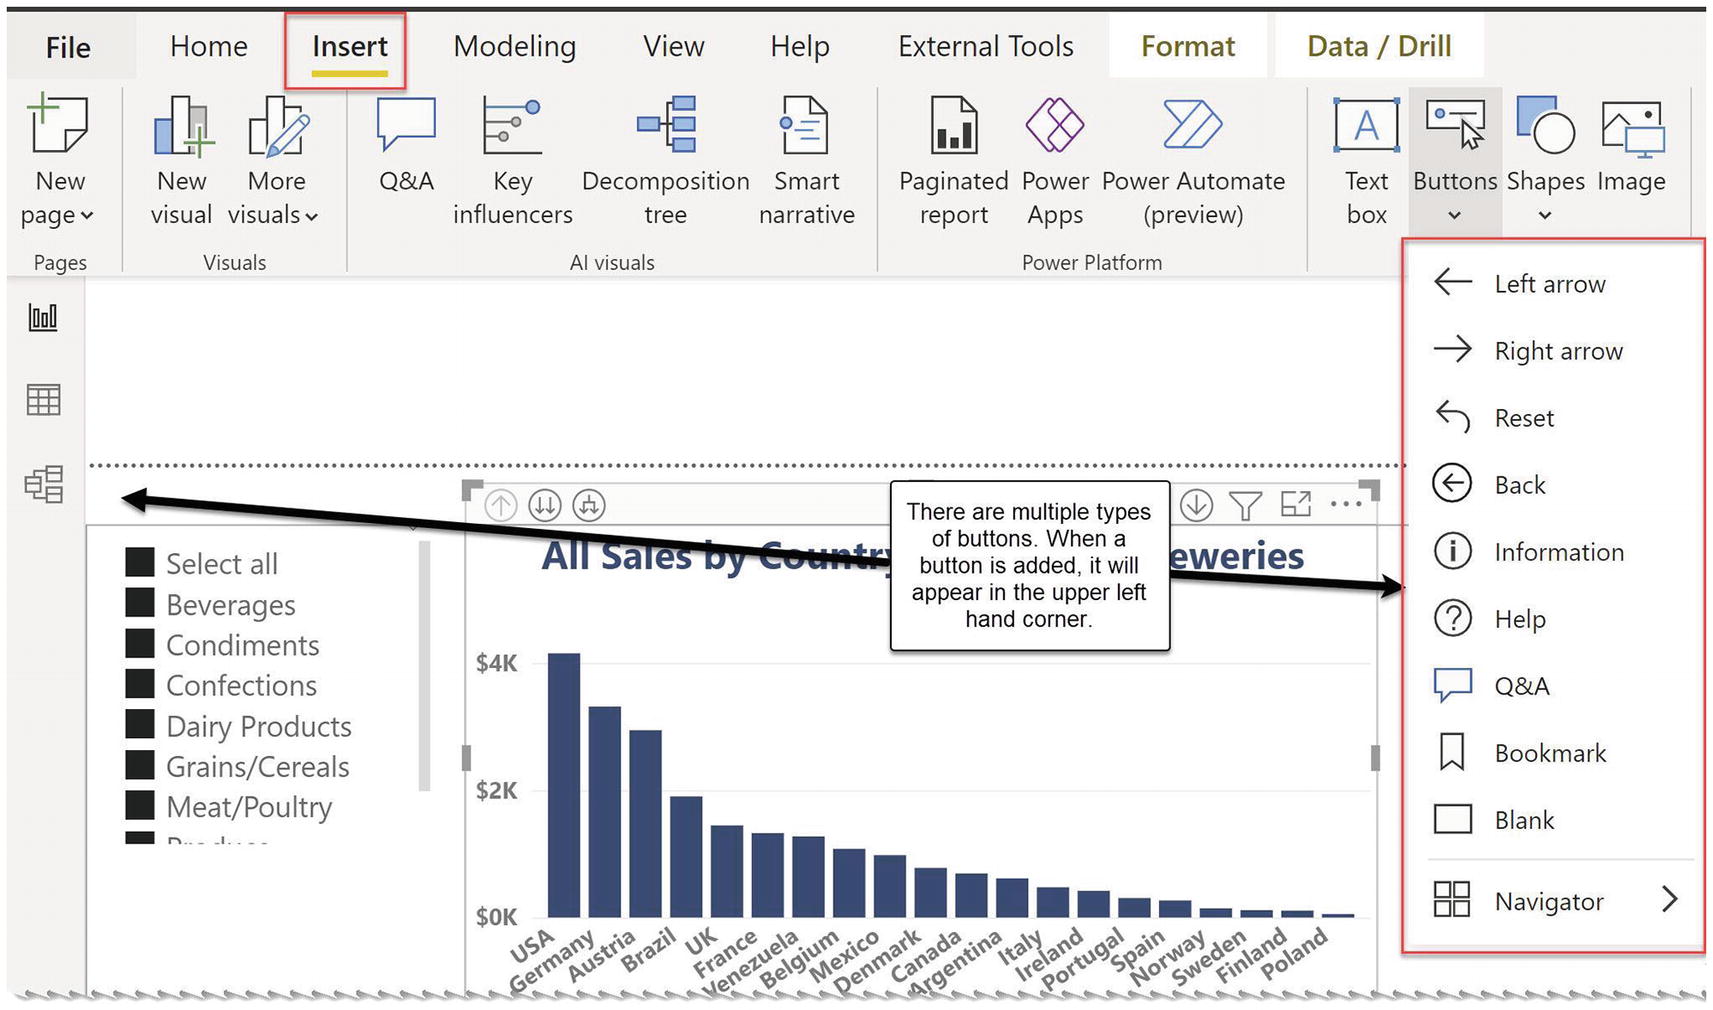 File
Home
Insert
Modeling
View
Help
External Tools
Format
Data / Drill
New
page
New
visual
More
visuals
Q&A
Key
influencers
Decomposition
tree
Smart
narrative
Paginated
report
Power
Apps
Power Automate
(preview)
Text
box
Buttons
Shapes
Image
Pages
Visuals
AI visuals
Power Platform
Left arrow
Right arrow
Reset
Back
Information
Help
Q&A
Bookmark
Blank
Navigator
There are multiple types
of buttons. When a
button is added, it will
appear in the upper left
hand corner.
Select all
Beverages
Condiments
Confections
Dairy Products
Grains/Cereals
Meat/Poultry
All Sales by Country
$4K
$2K
$0K
USA
Germany
Austria
Brazil
UK
France
Venezuela
Belgium
Mexico
Denmark
Canada
Argentina
Italy
Ireland
Portugal
Spain
Norway
Sweden
Finland
Poland